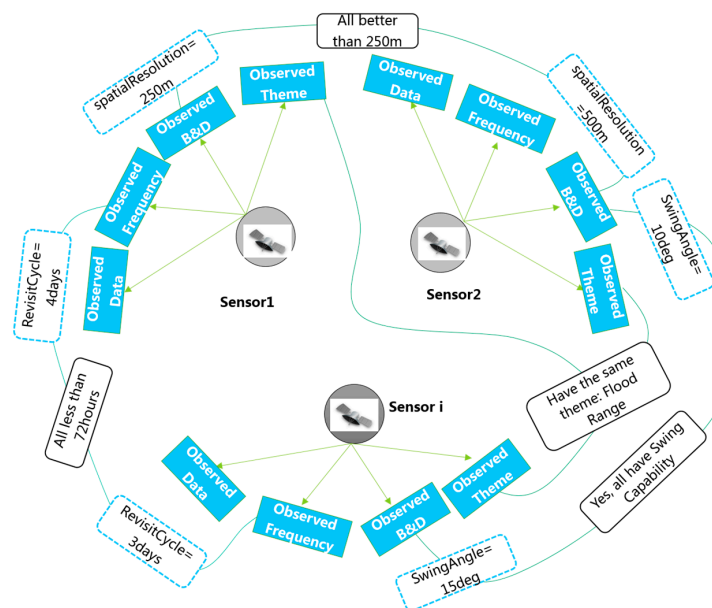 All better
than 250m
spatialResolution=
250m
Observed
Theme
Observed
B&D
Observed
Frequency
Observed
Data
RevisitCycle=
4days
Sensor1
Observed
Data
Observed
Frequency
Observed
B&D
Observed
Theme
spatialResolution
=500m
SwingAngle=
10deg
Sensor2
Have the same
theme: Flood
Range
Yes, all have Swing
Capability
All less than
72hours
Sensor i
Observed
Data
Observed
Frequency
Observed
B&D
Observed
Theme
RevisitCycle=
3days
SwingAngle=
15deg